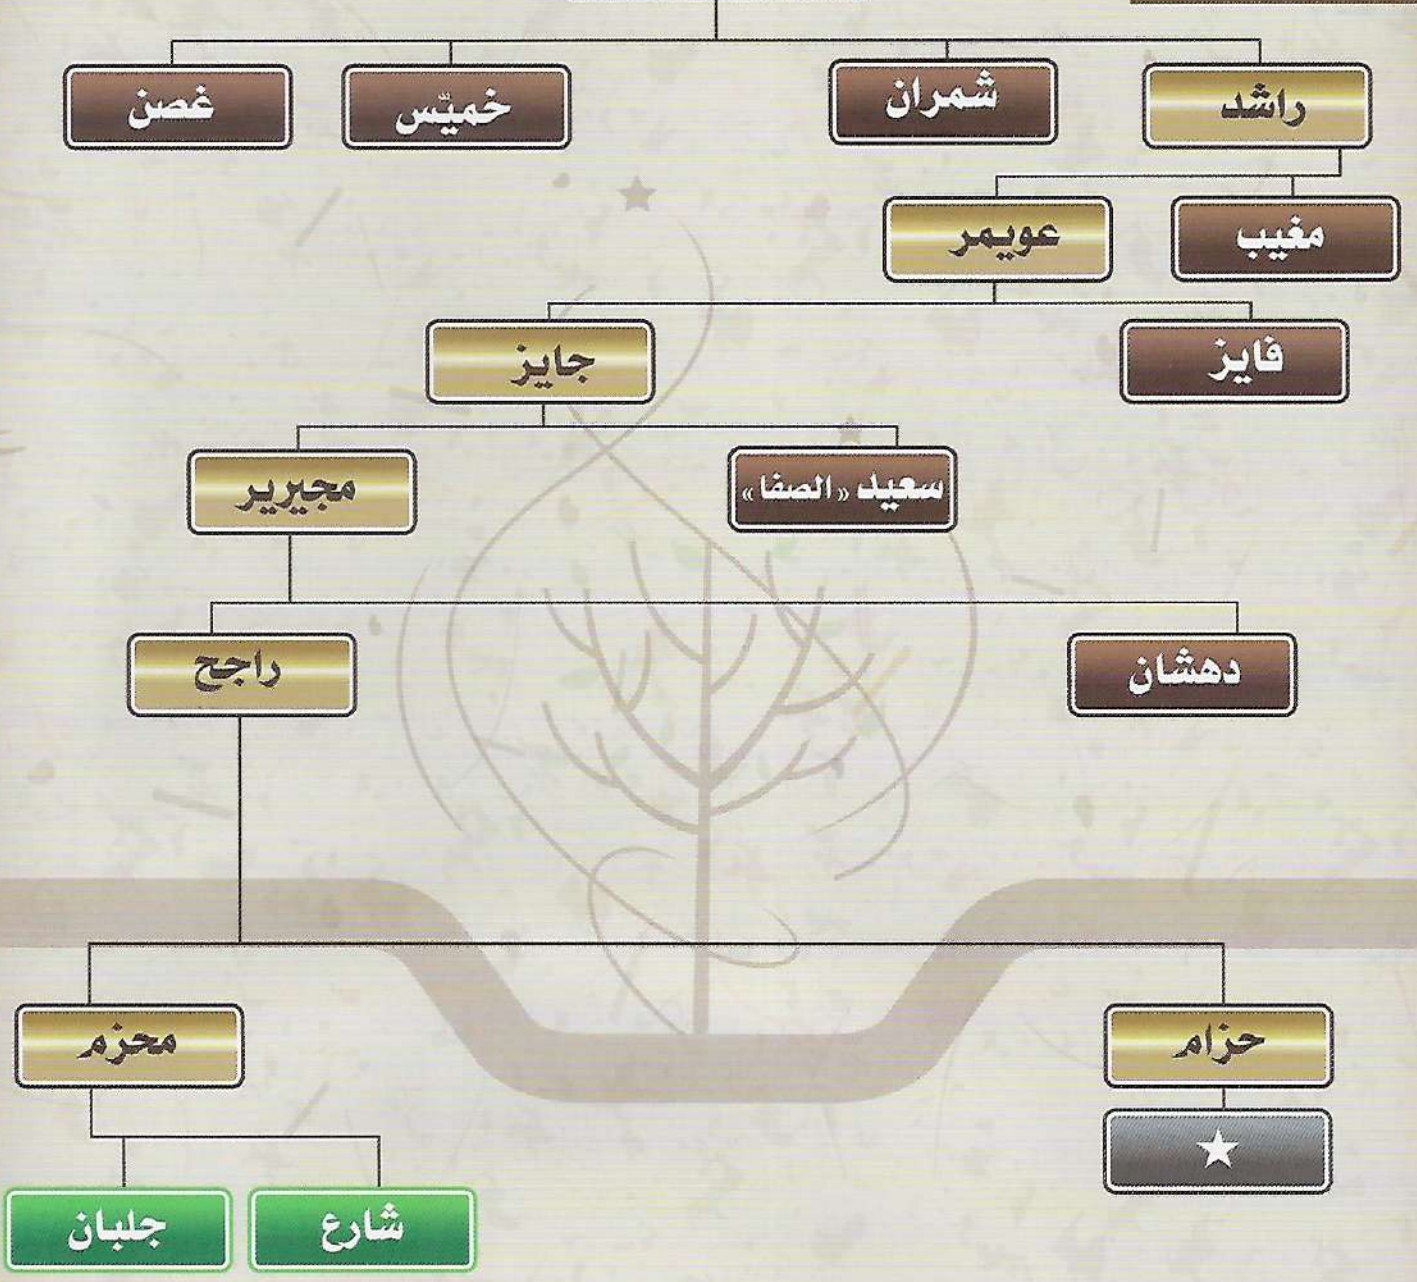 راشد
شمران
خميّس
غصن
مغيب
عويمر
فايز
جايز
سعيد «الصفا»
مجيرير
دهشان
راجح
حزام
محزم
★
شارع
جلبان